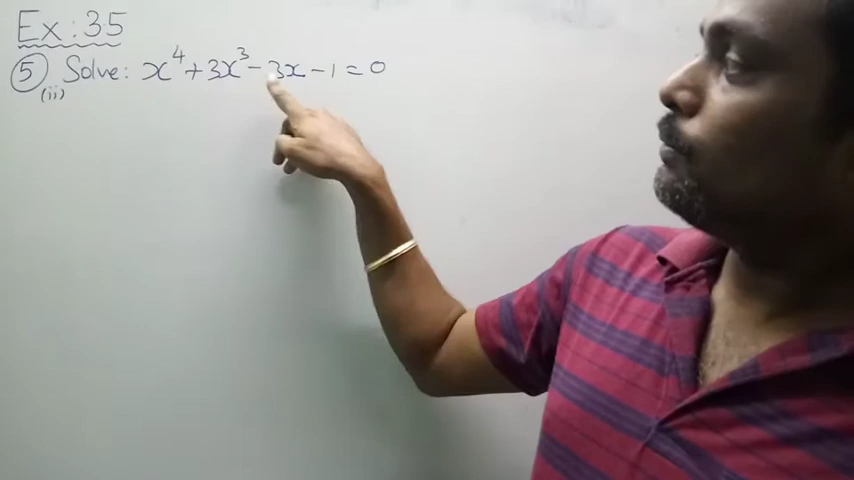 Ex: 35
⑤ Solve: x⁴ + 3x³ - 3x - 1 = 0
(ii)